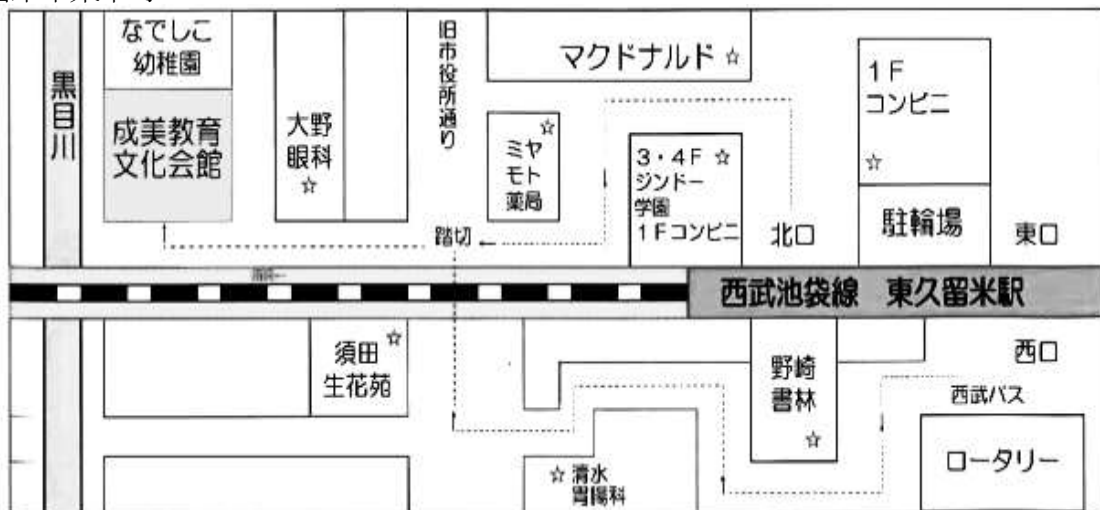 なでしこ
幼稚園
黒目川
成美教育
文化会館
大野
眼科
☆
旧市役所通り
マクドナルド ☆
☆
ミヤ
モト
薬局
3・4F ☆
ジンドー
学園
1Fコンビニ
1F
コンビニ
☆
駐輪場
北口
東口
踏切
西武池袋線 東久留米駅
須田 ☆
生花苑
野崎
書林
☆
西口
西武バス
ロータリー
☆ 清水
胃腸科